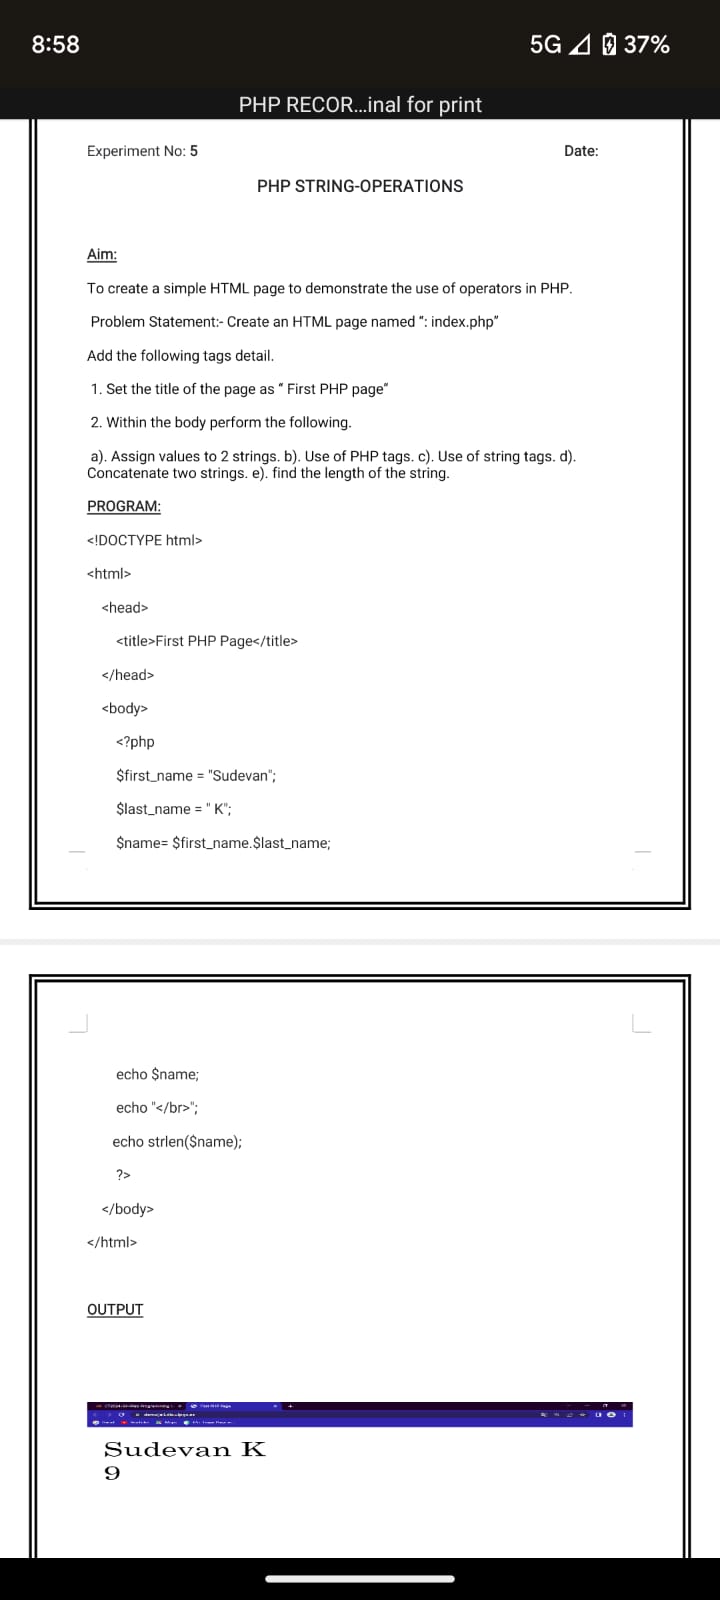 8:58
5G 37%
PHP RECOR...inal for print
Experiment No: 5 Date:
PHP STRING-OPERATIONS
Aim:
To create a simple HTML page to demonstrate the use of operators in PHP.
Problem Statement:- Create an HTML page named “: index.php”
Add the following tags detail.
1. Set the title of the page as “ First PHP page“
2. Within the body perform the following.
a). Assign values to 2 strings. b). Use of PHP tags. c). Use of string tags. d).
Concatenate two strings. e). find the length of the string.
PROGRAM:
<!DOCTYPE html>
<html>
<head>
<title>First PHP Page</title>
</head>
<body>
<?php
$first_name = "Sudevan";
$last_name = " K";
$name= $first_name.$last_name;
echo $name;
echo "</br>";
echo strlen($name);
?>
</body>
</html>
OUTPUT
Sudevan K
9